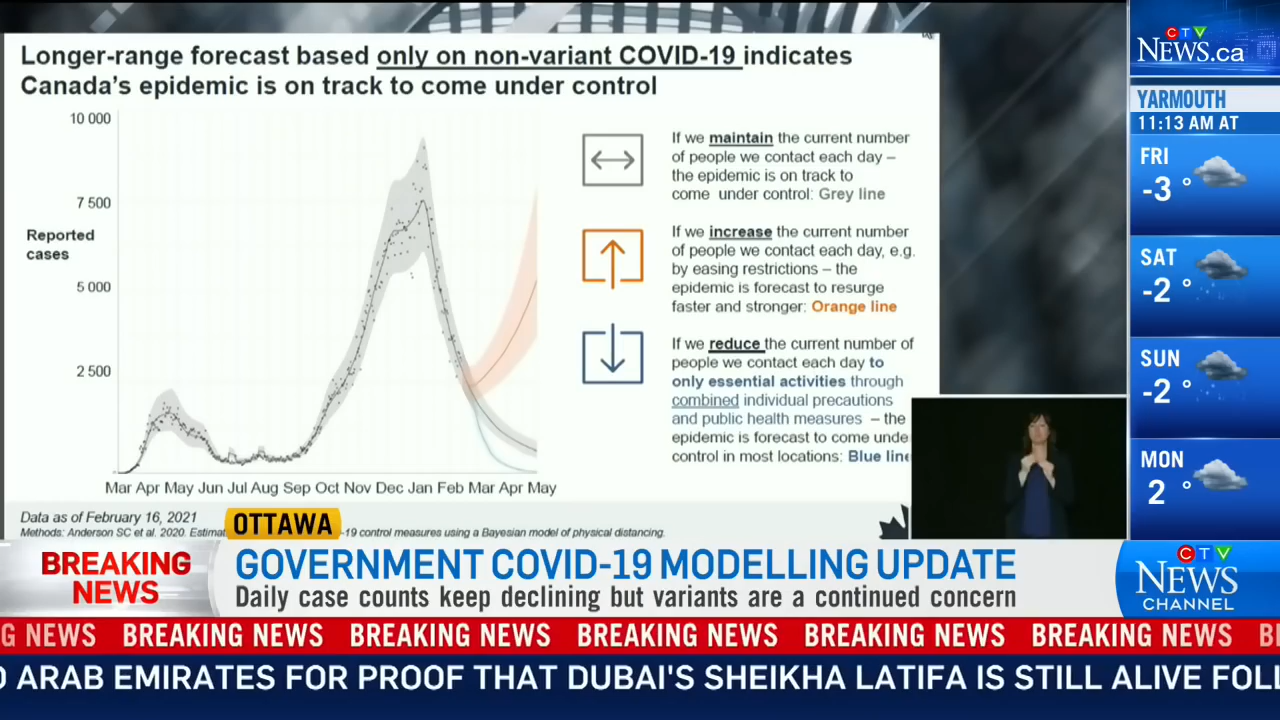 Longer-range forecast based only on non-variant COVID-19 indicates
Canada's epidemic is on track to come under control
10 000
7 500
Reported
cases
5 000
2 500
Mar Apr May Jun Jul Aug Sep Oct Nov Dec Jan Feb Mar Apr May
If we maintain the current number
of people we contact each day –
the epidemic is on track to
come under control: Grey line
If we increase the current number
of people we contact each day, e.g.
by easing restrictions – the
epidemic is forecast to resurge
faster and stronger: Orange line
If we reduce the current number of
people we contact each day to
only essential activities through
combined individual precautions
and public health measures – the
epidemic is forecast to come unde
control in most locations: Blue line
Data as of February 16, 2021
Methods: Anderson SC et al. 2020. Estimat -19 control measures using a Bayesian model of physical distancing.
CTV
NEWS.ca
YARMOUTH
11:13 AM AT
FRI
-3 °
SAT
-2 °
SUN
-2 °
MON
2 °
OTTAWA
BREAKING
NEWS
GOVERNMENT COVID-19 MODELLING UPDATE
Daily case counts keep declining but variants are a continued concern
CTV
NEWS
CHANNEL
G NEWS BREAKING NEWS BREAKING NEWS BREAKING NEWS BREAKING NEWS BREAKING NEWS B
ARAB EMIRATES FOR PROOF THAT DUBAI'S SHEIKHA LATIFA IS STILL ALIVE FOLL